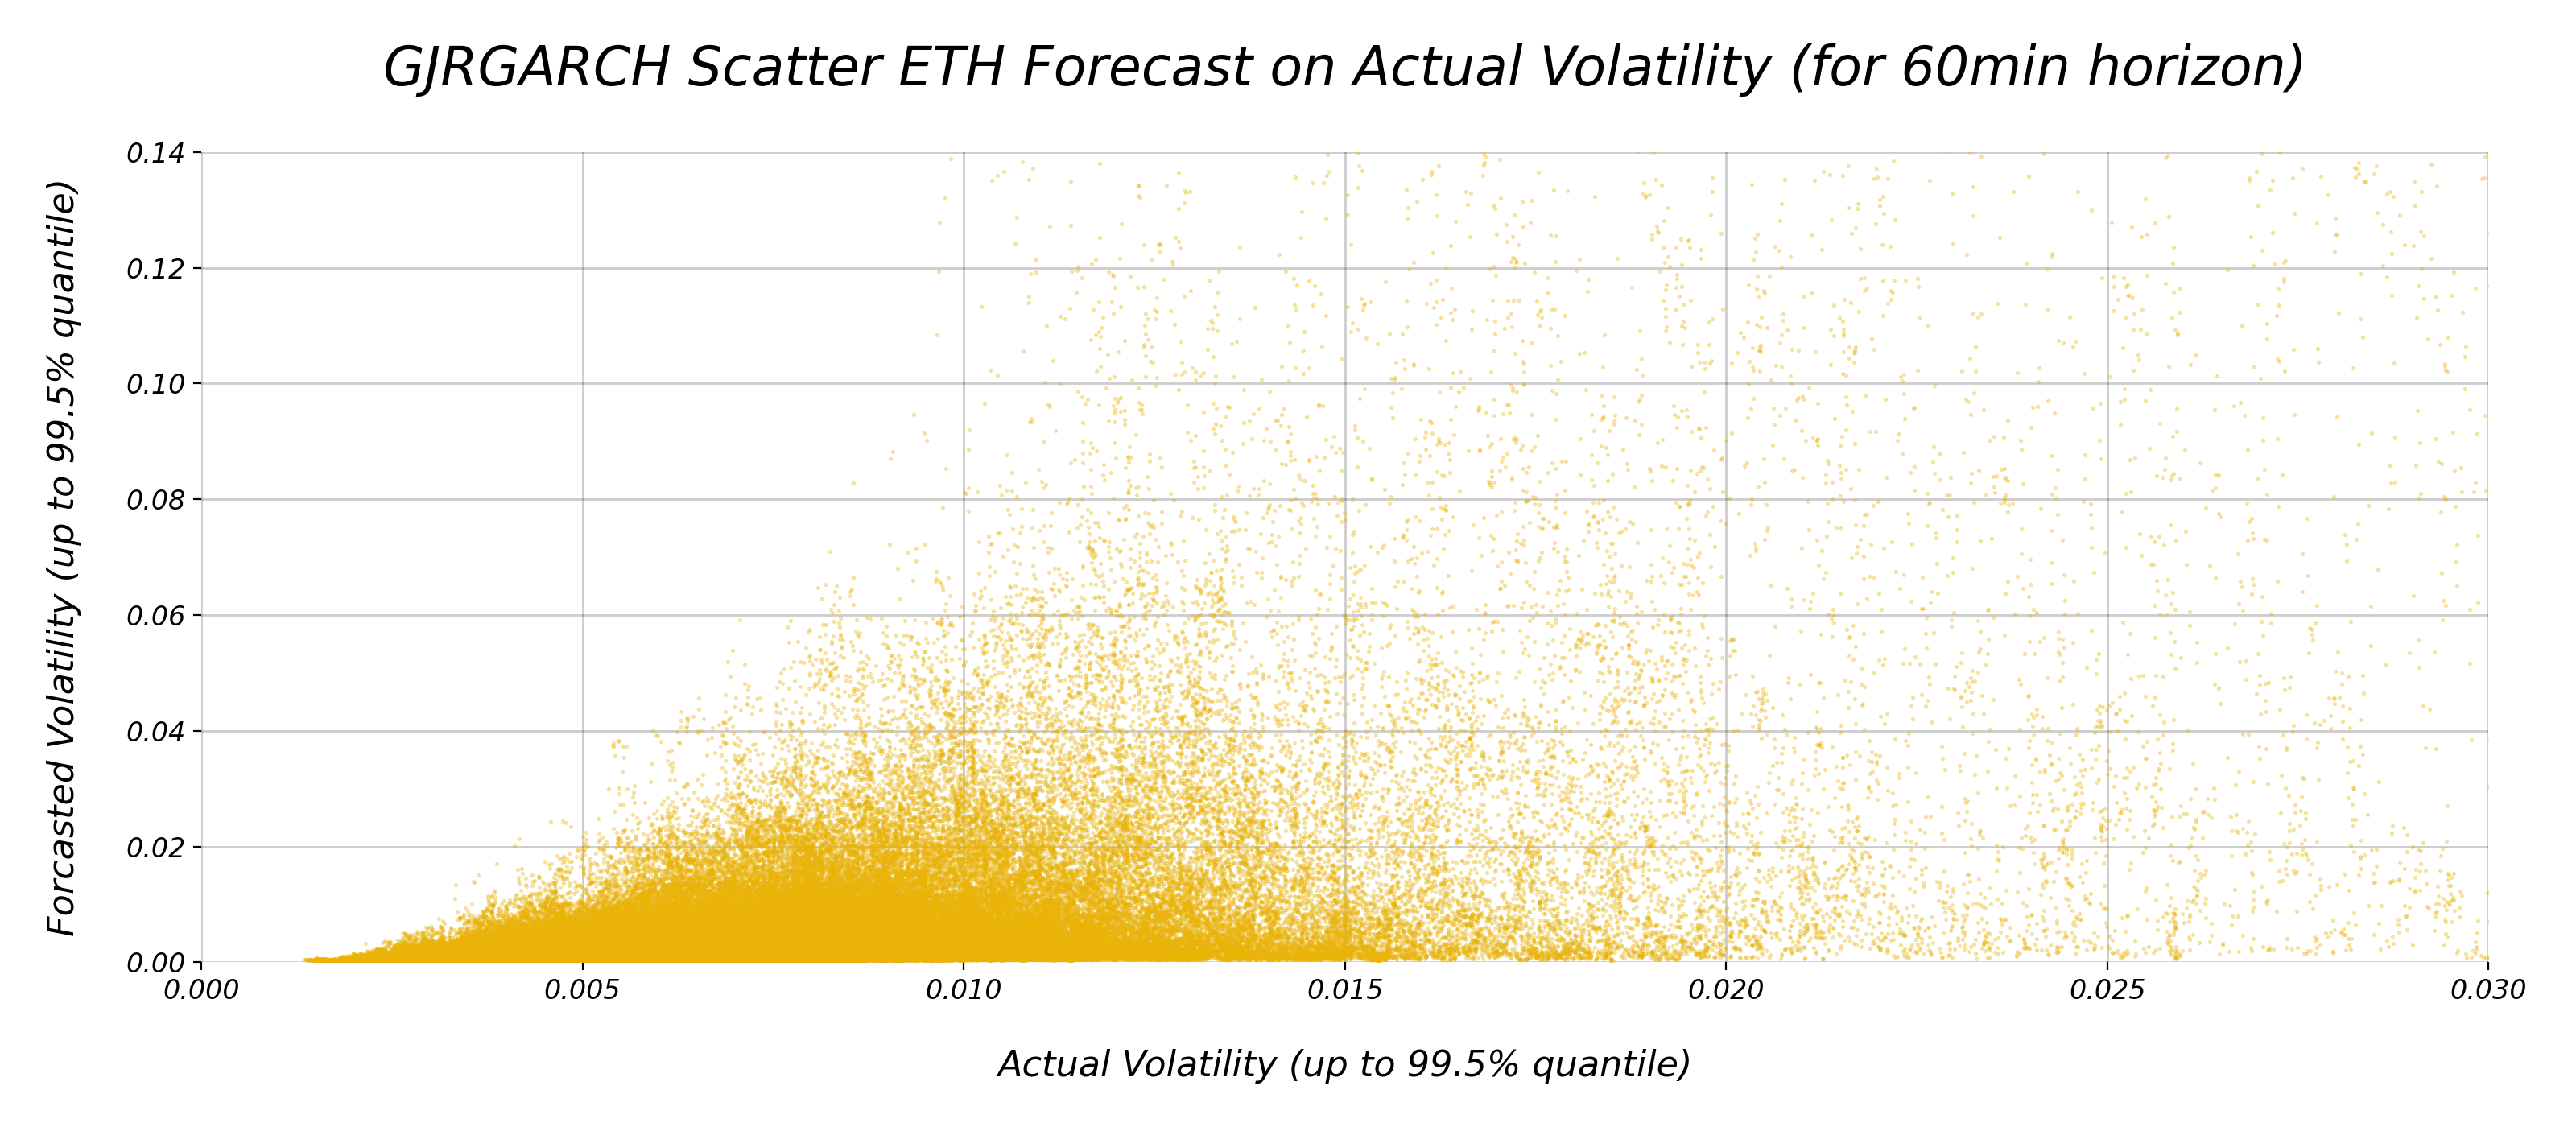 GJRGARCH Scatter ETH Forecast on Actual Volatility (for 60min horizon)
Forcasted Volatility (up to 99.5% quantile)
0.14
0.12
0.10
0.08
0.06
0.04
0.02
0.00
0.000 0.005 0.010 0.015 0.020 0.025 0.030
Actual Volatility (up to 99.5% quantile)